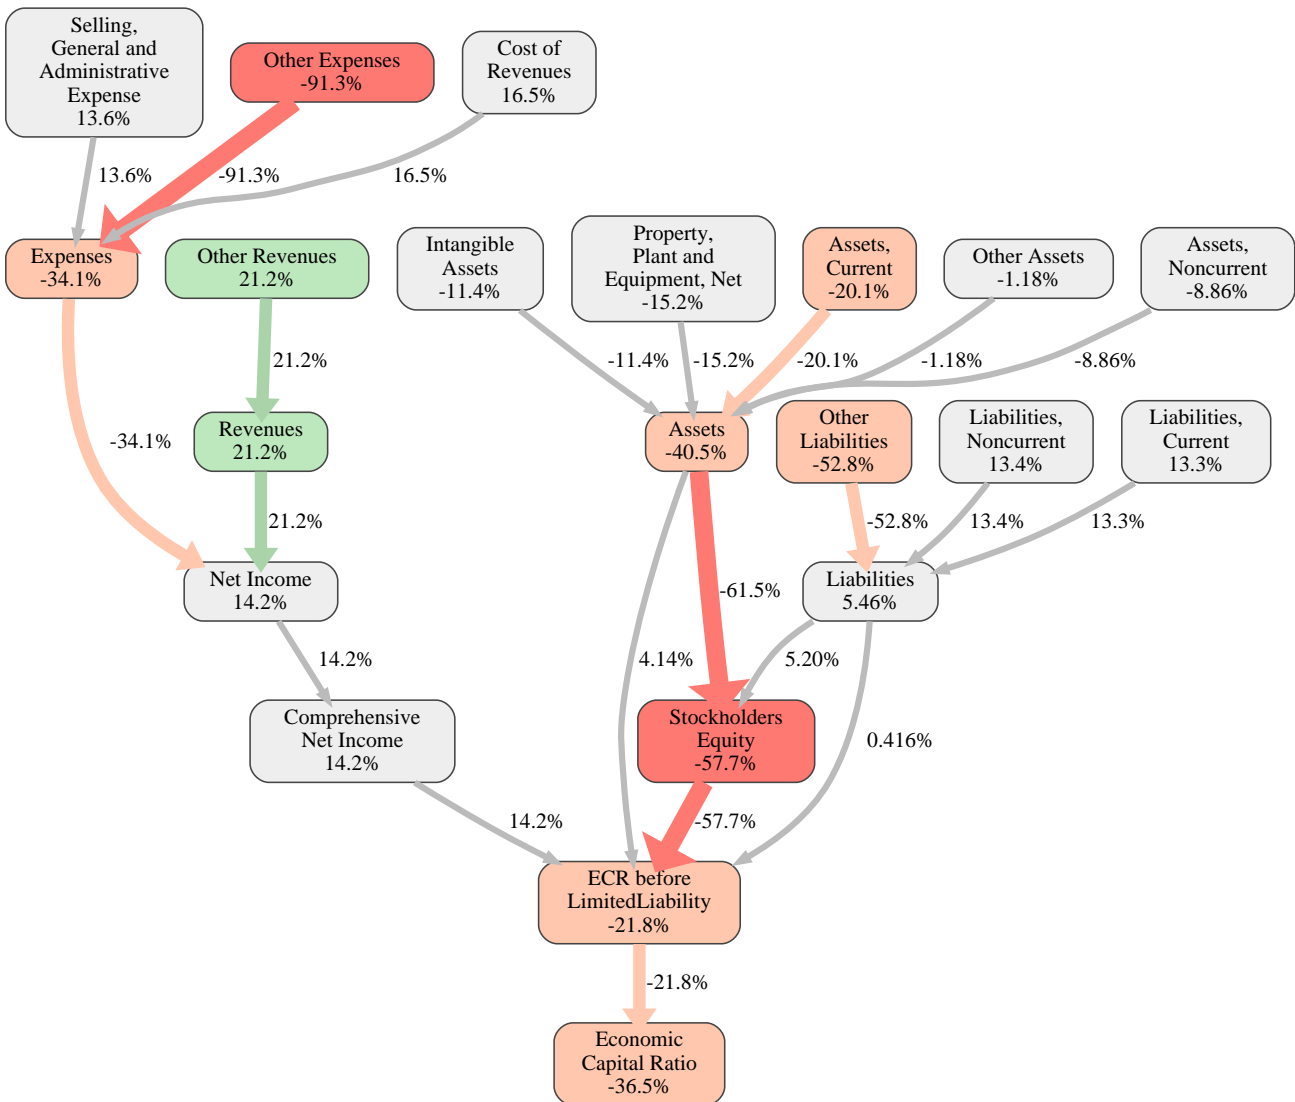 Selling,
General and
Administrative
Expense
13.6%
Other Expenses
-91.3%
Cost of
Revenues
16.5%
13.6%
-91.3%
16.5%
Expenses
-34.1%
Other Revenues
21.2%
Intangible
Assets
-11.4%
Property,
Plant and
Equipment, Net
-15.2%
Assets,
Current
-20.1%
Other Assets
-1.18%
Assets,
Noncurrent
-8.86%
21.2%
-11.4%
-15.2%
-20.1%
-1.18%
-8.86%
-34.1%
Revenues
21.2%
Assets
-40.5%
Other
Liabilities
-52.8%
Liabilities,
Noncurrent
13.4%
Liabilities,
Current
13.3%
21.2%
-52.8%
13.4%
13.3%
Net Income
14.2%
-61.5%
Liabilities
5.46%
14.2%
4.14%
5.20%
Comprehensive
Net Income
14.2%
Stockholders
Equity
-57.7%
0.416%
14.2%
-57.7%
ECR before
LimitedLiability
-21.8%
-21.8%
Economic
Capital Ratio
-36.5%